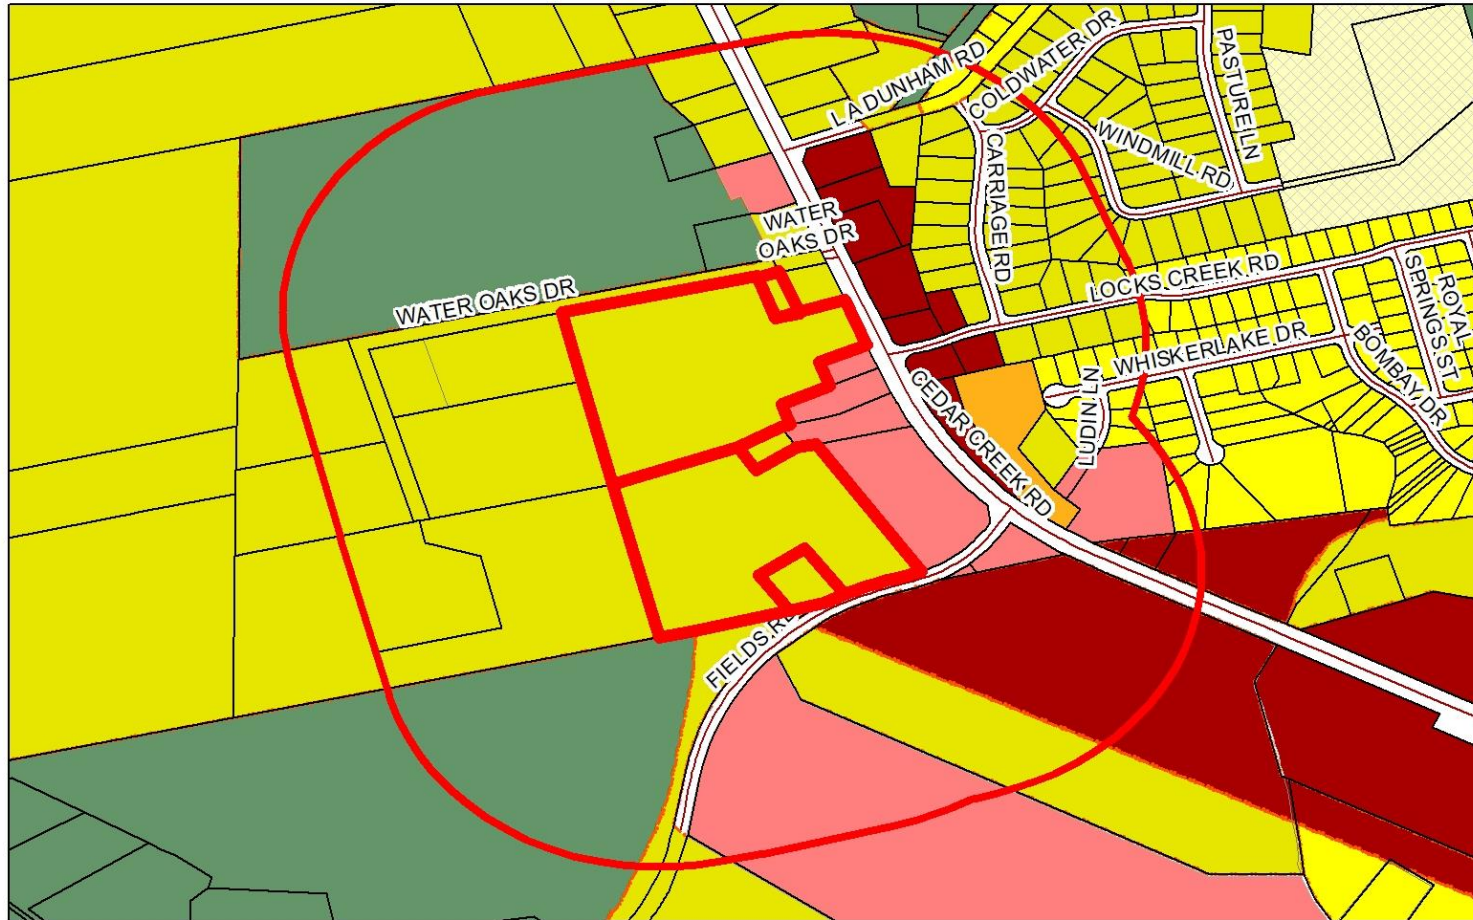 L A DUNHAM RD
COLDWATER DR
PASTURE LN
WINDMILL RD
CARRIAGE RD
WATER
OAKS DR
WATER OAKS DR
LOCKS CREEK RD
ROYAL
SPRINGS ST
WHISKERLAKE DR
BOMBAY DR
LUDINI LN
CEDAR CREEK RD
FIELDS RD